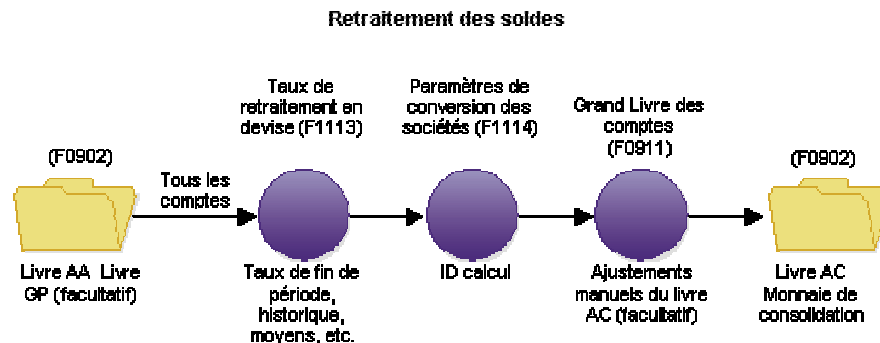 Retraitement des soldes
Taux de
retraitement en
devise (F1113)
Paramètres de
conversion des
sociétés (F1114)
Grand Livre des
comptes
(F0911)
(F0902)
(F0902)
Tous les
comptes
Livre AA Livre
GP (facultatif)
Taux de fin de
période,
historique,
moyens, etc.
ID calcul
Ajustements
manuels du livre
AC (facultatif)
Livre AC
Monnaie de
consolidation